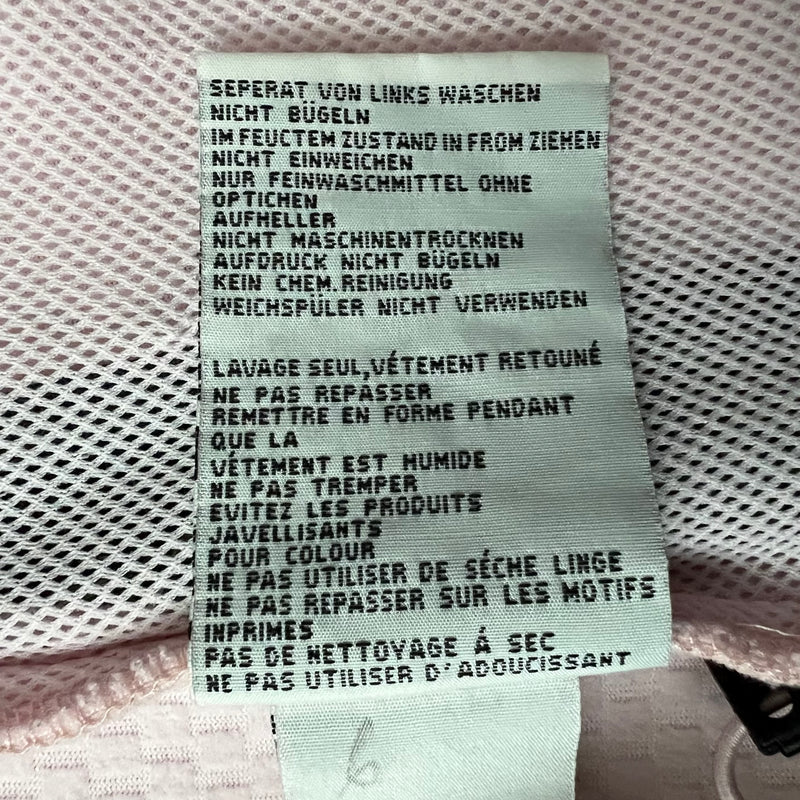 SEPERAT VON LINKS WASCHEN
NICHT BÜGELN
IM FEUCTEM ZUSTAND IN FROM ZIEHEN
NICHT EINWEICHEN
NUR FEINWASCHMITTEL OHNE
OPTICHEN
AUFHELLER
NICHT MASCHINENTROCKNEN
AUFDRUCK NICHT BÜGELN
KEIN CHEM.REINIGUNG
WEICHSPÜLER NICHT VERWENDEN
LAVAGE SEUL,VÉTEMENT RETOUNÉ
NE PAS REPÁSSER
REMETTRE EN FORME PENDANT
QUE LA
VÉTEMENT EST HUMIDE
NE PAS TREMPER
EVITEZ LES PRODUITS
JAVELLISANTS
POUR COLOUR
NE PAS UTILISER DE SÉCHE LINGE
NE PAS REPASSER SUR LES MOTIFS
INPRIMES
PAS DE NETTOYAGE Á SEC
NE PAS UTILISER D'ADOUCISSANT
6